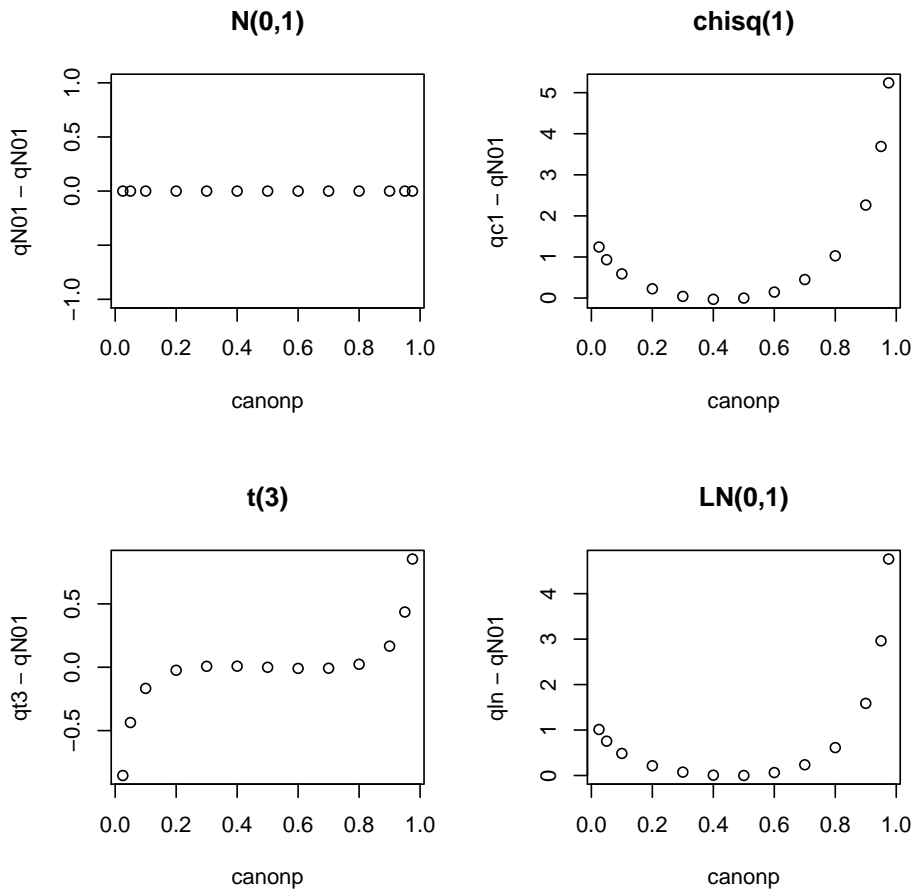 N(0,1)
qN01 − qN01
−1.0
0.0
0.5
1.0
0.0 0.2 0.4 0.6 0.8 1.0
canonp
chisq(1)
qc1 − qN01
0 1 2 3 4 5
0.0 0.2 0.4 0.6 0.8 1.0
canonp
t(3)
qt3 − qN01
−0.5 0.0 0.5
0.0 0.2 0.4 0.6 0.8 1.0
canonp
LN(0,1)
qln − qN01
0 1 2 3 4
0.0 0.2 0.4 0.6 0.8 1.0
canonp